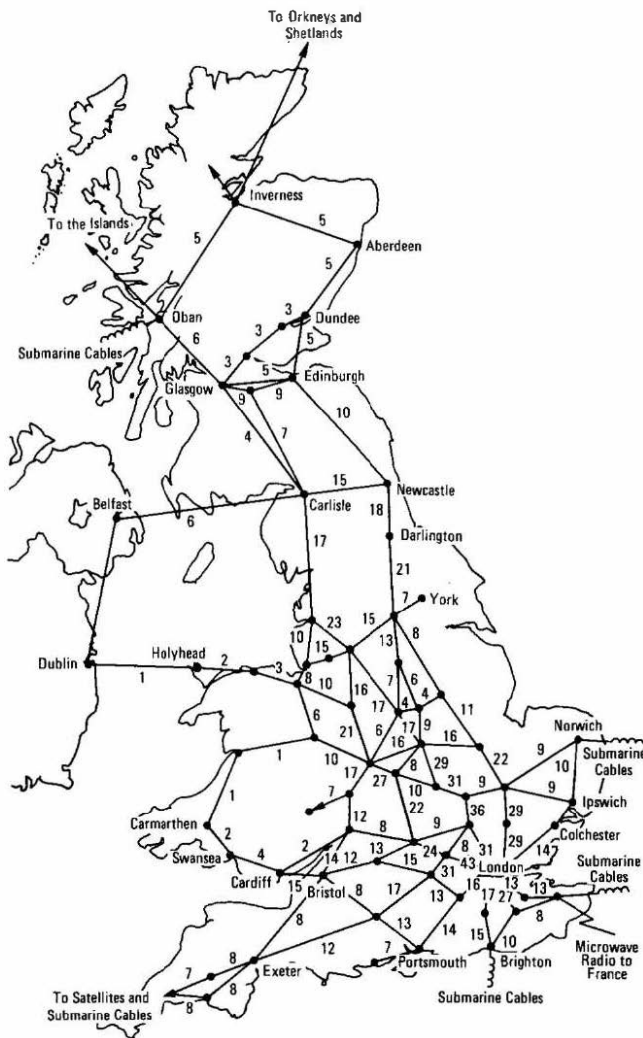 To Orkneys and
Shetlands
Inverness
To the Islands
5
Aberdeen
5
5
Oban
3
Dundee
3
Submarine Cables
6
5
3
5
Edinburgh
Glasgow
9
9
10
4
7
15
Newcastle
Belfast
Carlisle
6
18
Darlington
17
21
7
York
23
15
8
10
13
15
Dublin
Holyhead
7
6
1
2
3
8
10
16
17
4
4
11
Norwich
6
21
6
17
9
16
9
Submarine
Cables
1
10
16
22
10
17
27
8
29
9
9
Ipswich
7
10
31
1
22
36
29
Carmarthen
12
8
9
Colchester
2
31
29
14
Swansea
4
2
14
12
13
24
8
43
London
7
Submarine
Cables
Cardiff
15
15
31
16
13
13
Bristol
17
13
17
27
8
8
8
13
14
15
10
Microwave
Radio to
France
12
7
Portsmouth
Brighton
8
Exeter
7
8
To Satellites and
Submarine Cables
8
Submarine
Cables